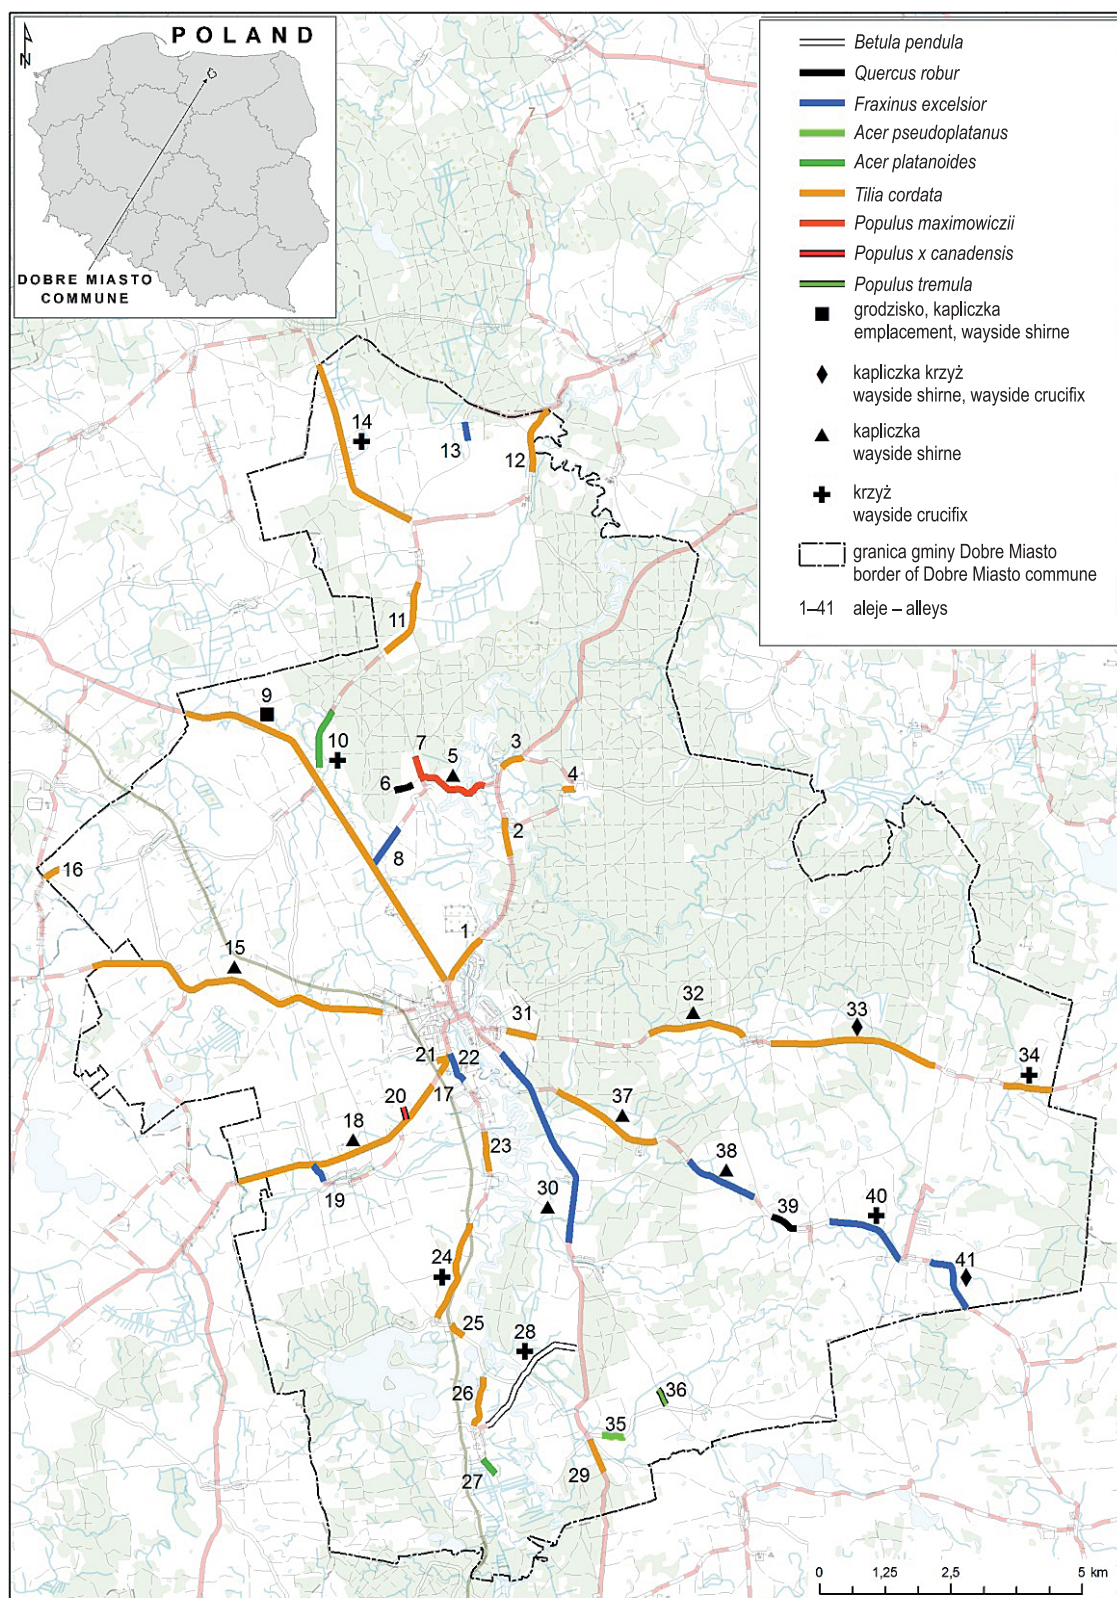 POLAND
N
DOBRE MIASTO
COMMUNE
Betula pendula
Quercus robur
Fraxinus excelsior
Acer pseudoplatanus
Acer platanoides
Tilia cordata
Populus maximowiczii
Populus x canadensis
Populus tremula
grodzisko, kapliczka
emplacement, wayside shirne
kapliczka krzyż
wayside shirne, wayside crucifix
kapliczka
wayside shirne
krzyż
wayside crucifix
granica gminy Dobre Miasto
border of Dobre Miasto commune
1–41 aleje – alleys
14
13
12
11
9
10
7
5
3
6
4
2
8
16
1
15
32
33
31
34
21
22
17
20
37
18
23
38
19
30
39
40
24
41
25
28
26
36
35
27
29
0 1,25 2,5 5 km